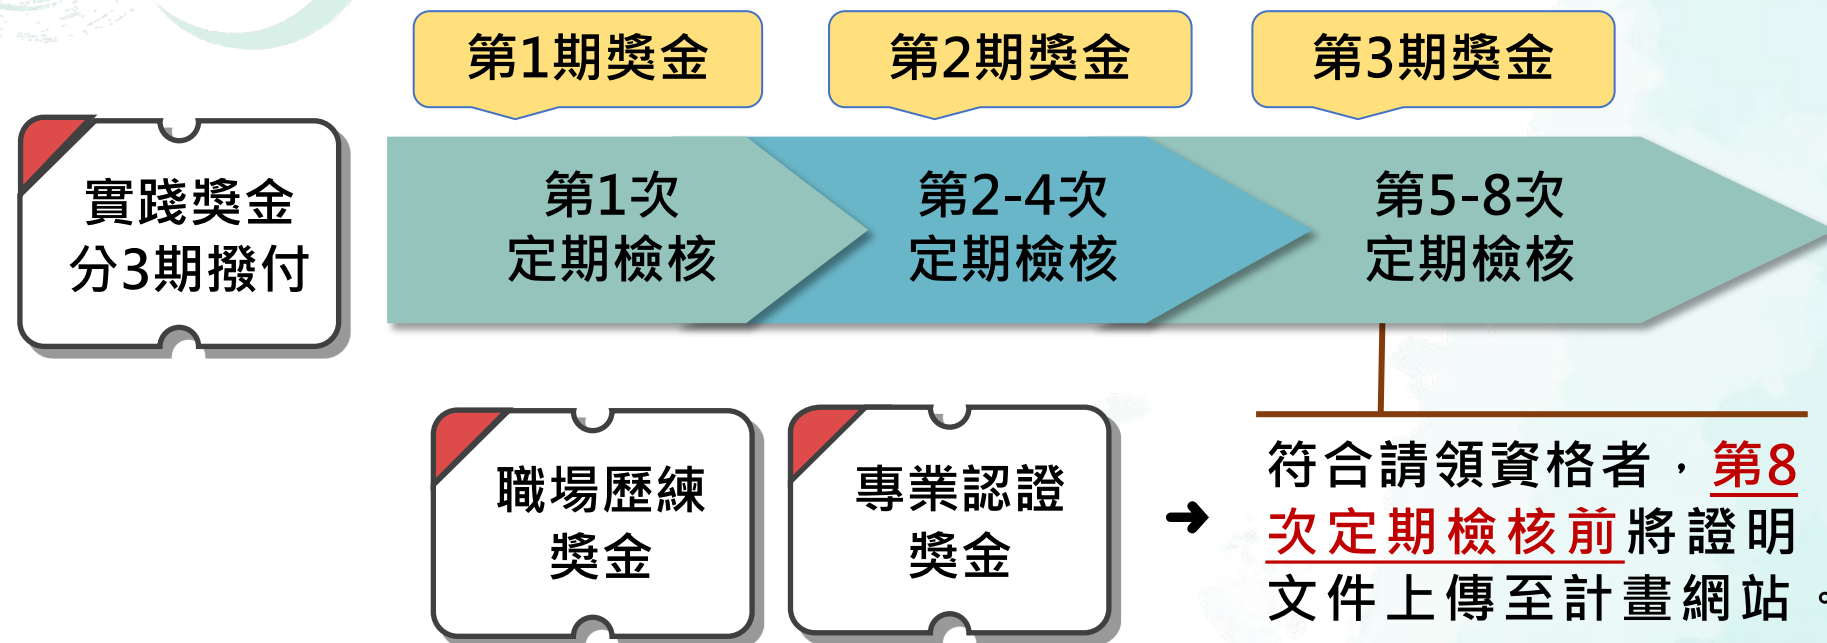 第1期獎金
第2期獎金
第3期獎金
實踐獎金
分3期撥付
第1次
定期檢核
第2-4次
定期檢核
第5-8次
定期檢核
職場歷練
獎金
專業認證
獎金
符合請領資格者，第8
次定期檢核前將證明
文件上傳至計畫網站。